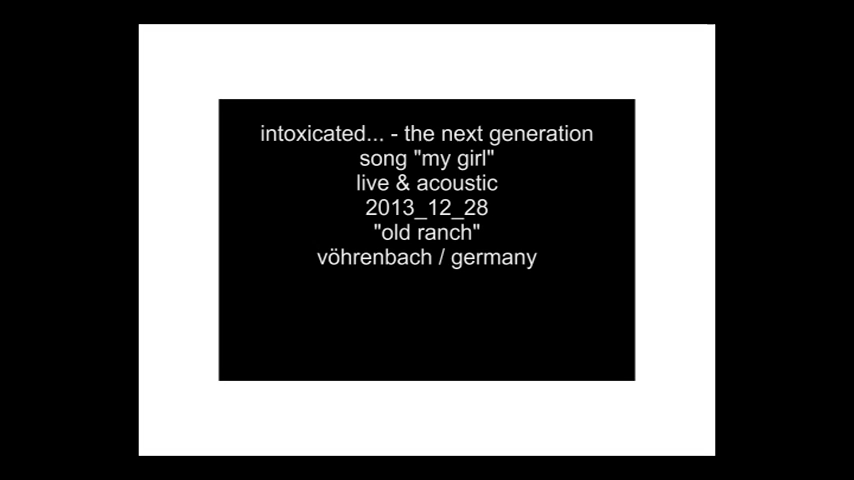 intoxicated... - the next generation
song "my girl"
live & acoustic
2013_12_28
"old ranch"
vöhrenbach / germany